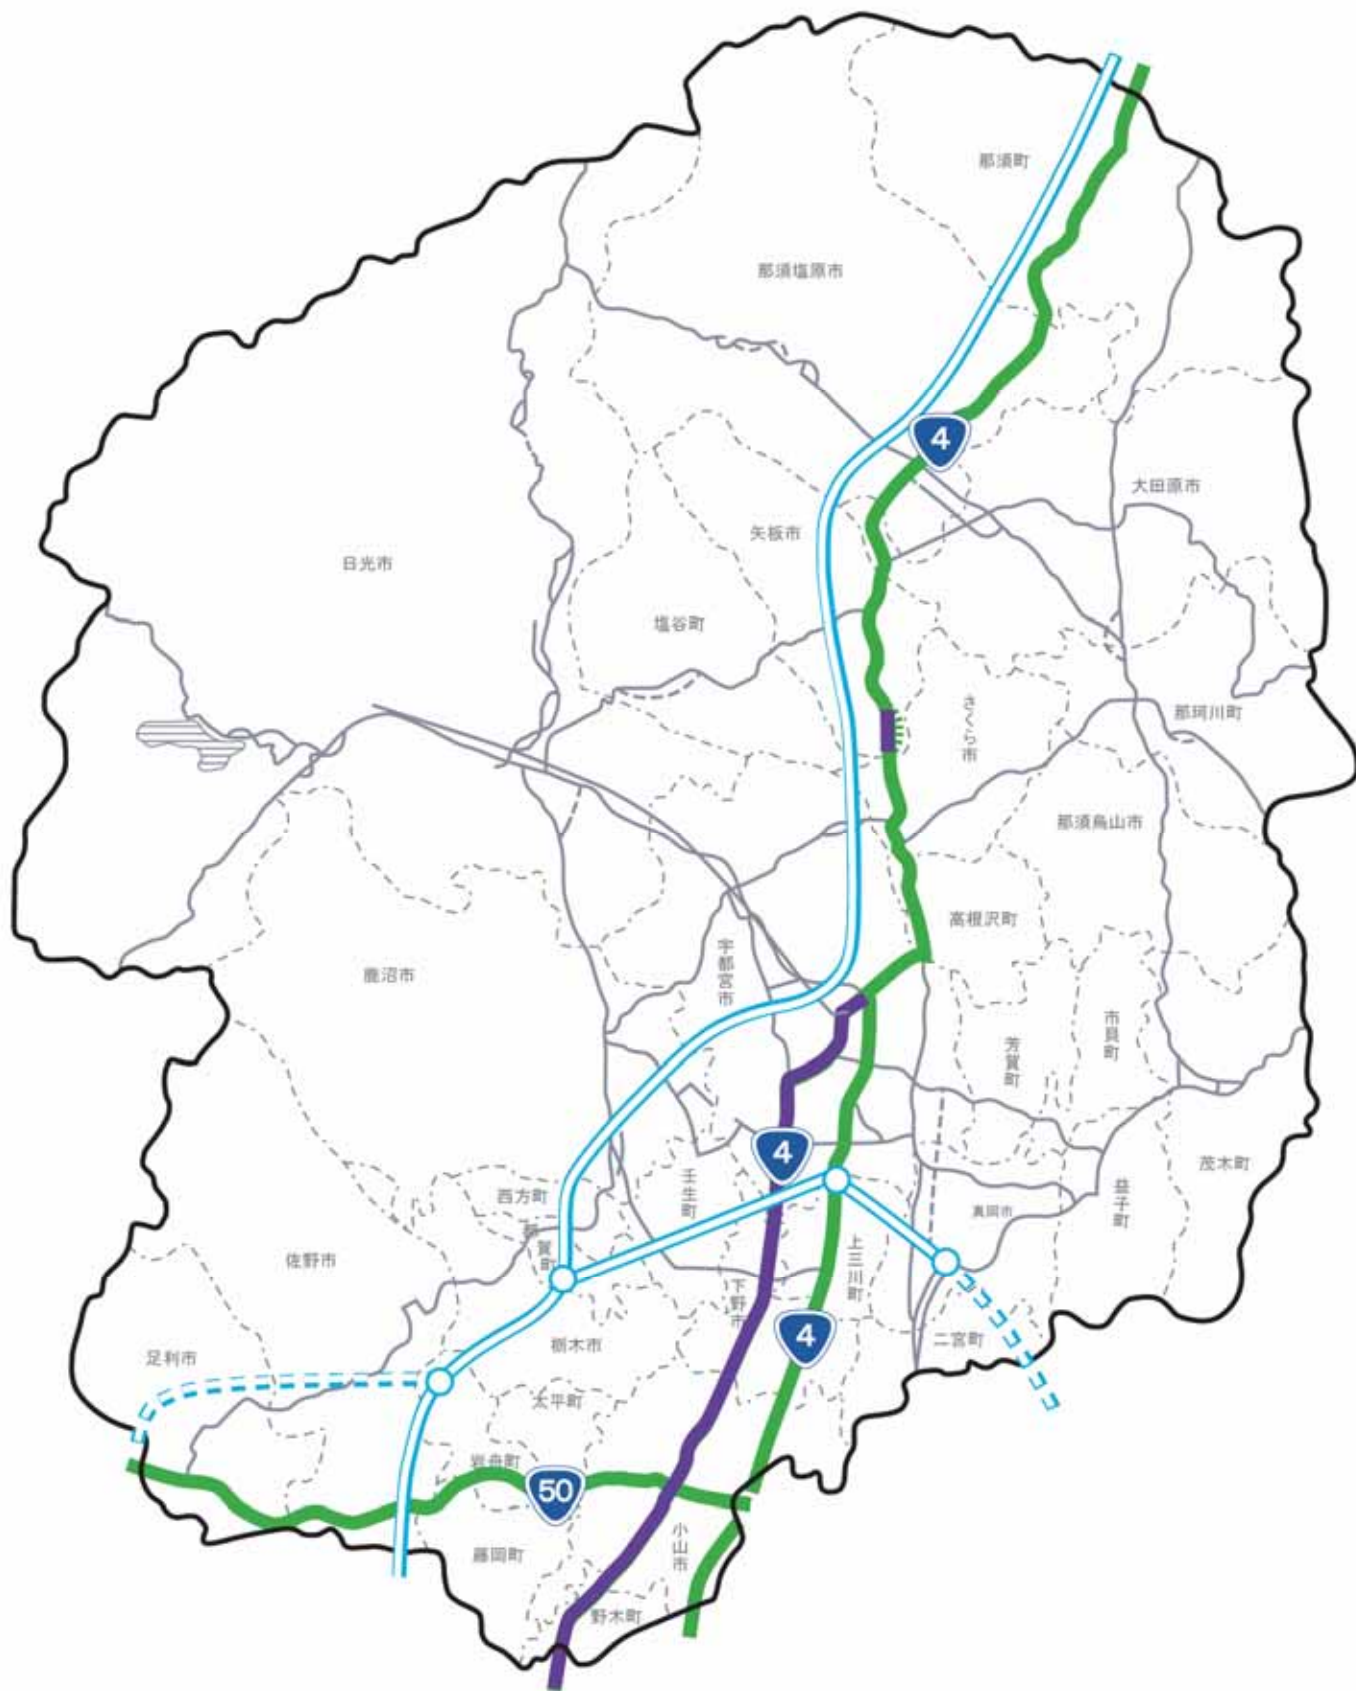 那須町
那須塩原市
4
大田原市
矢板市
日光市
塩谷町
さくら市
那珂川町
那須烏山市
高根沢町
宇都宮市
鹿沼市
市貝町
芳賀町
4
茂木町
西方町
壬生町
益子町
真岡市
賀町
佐野市
上三川町
下野市
4
栃木市
二宮町
足利市
大平町
岩舟町
50
小山市
藤岡町
野木町